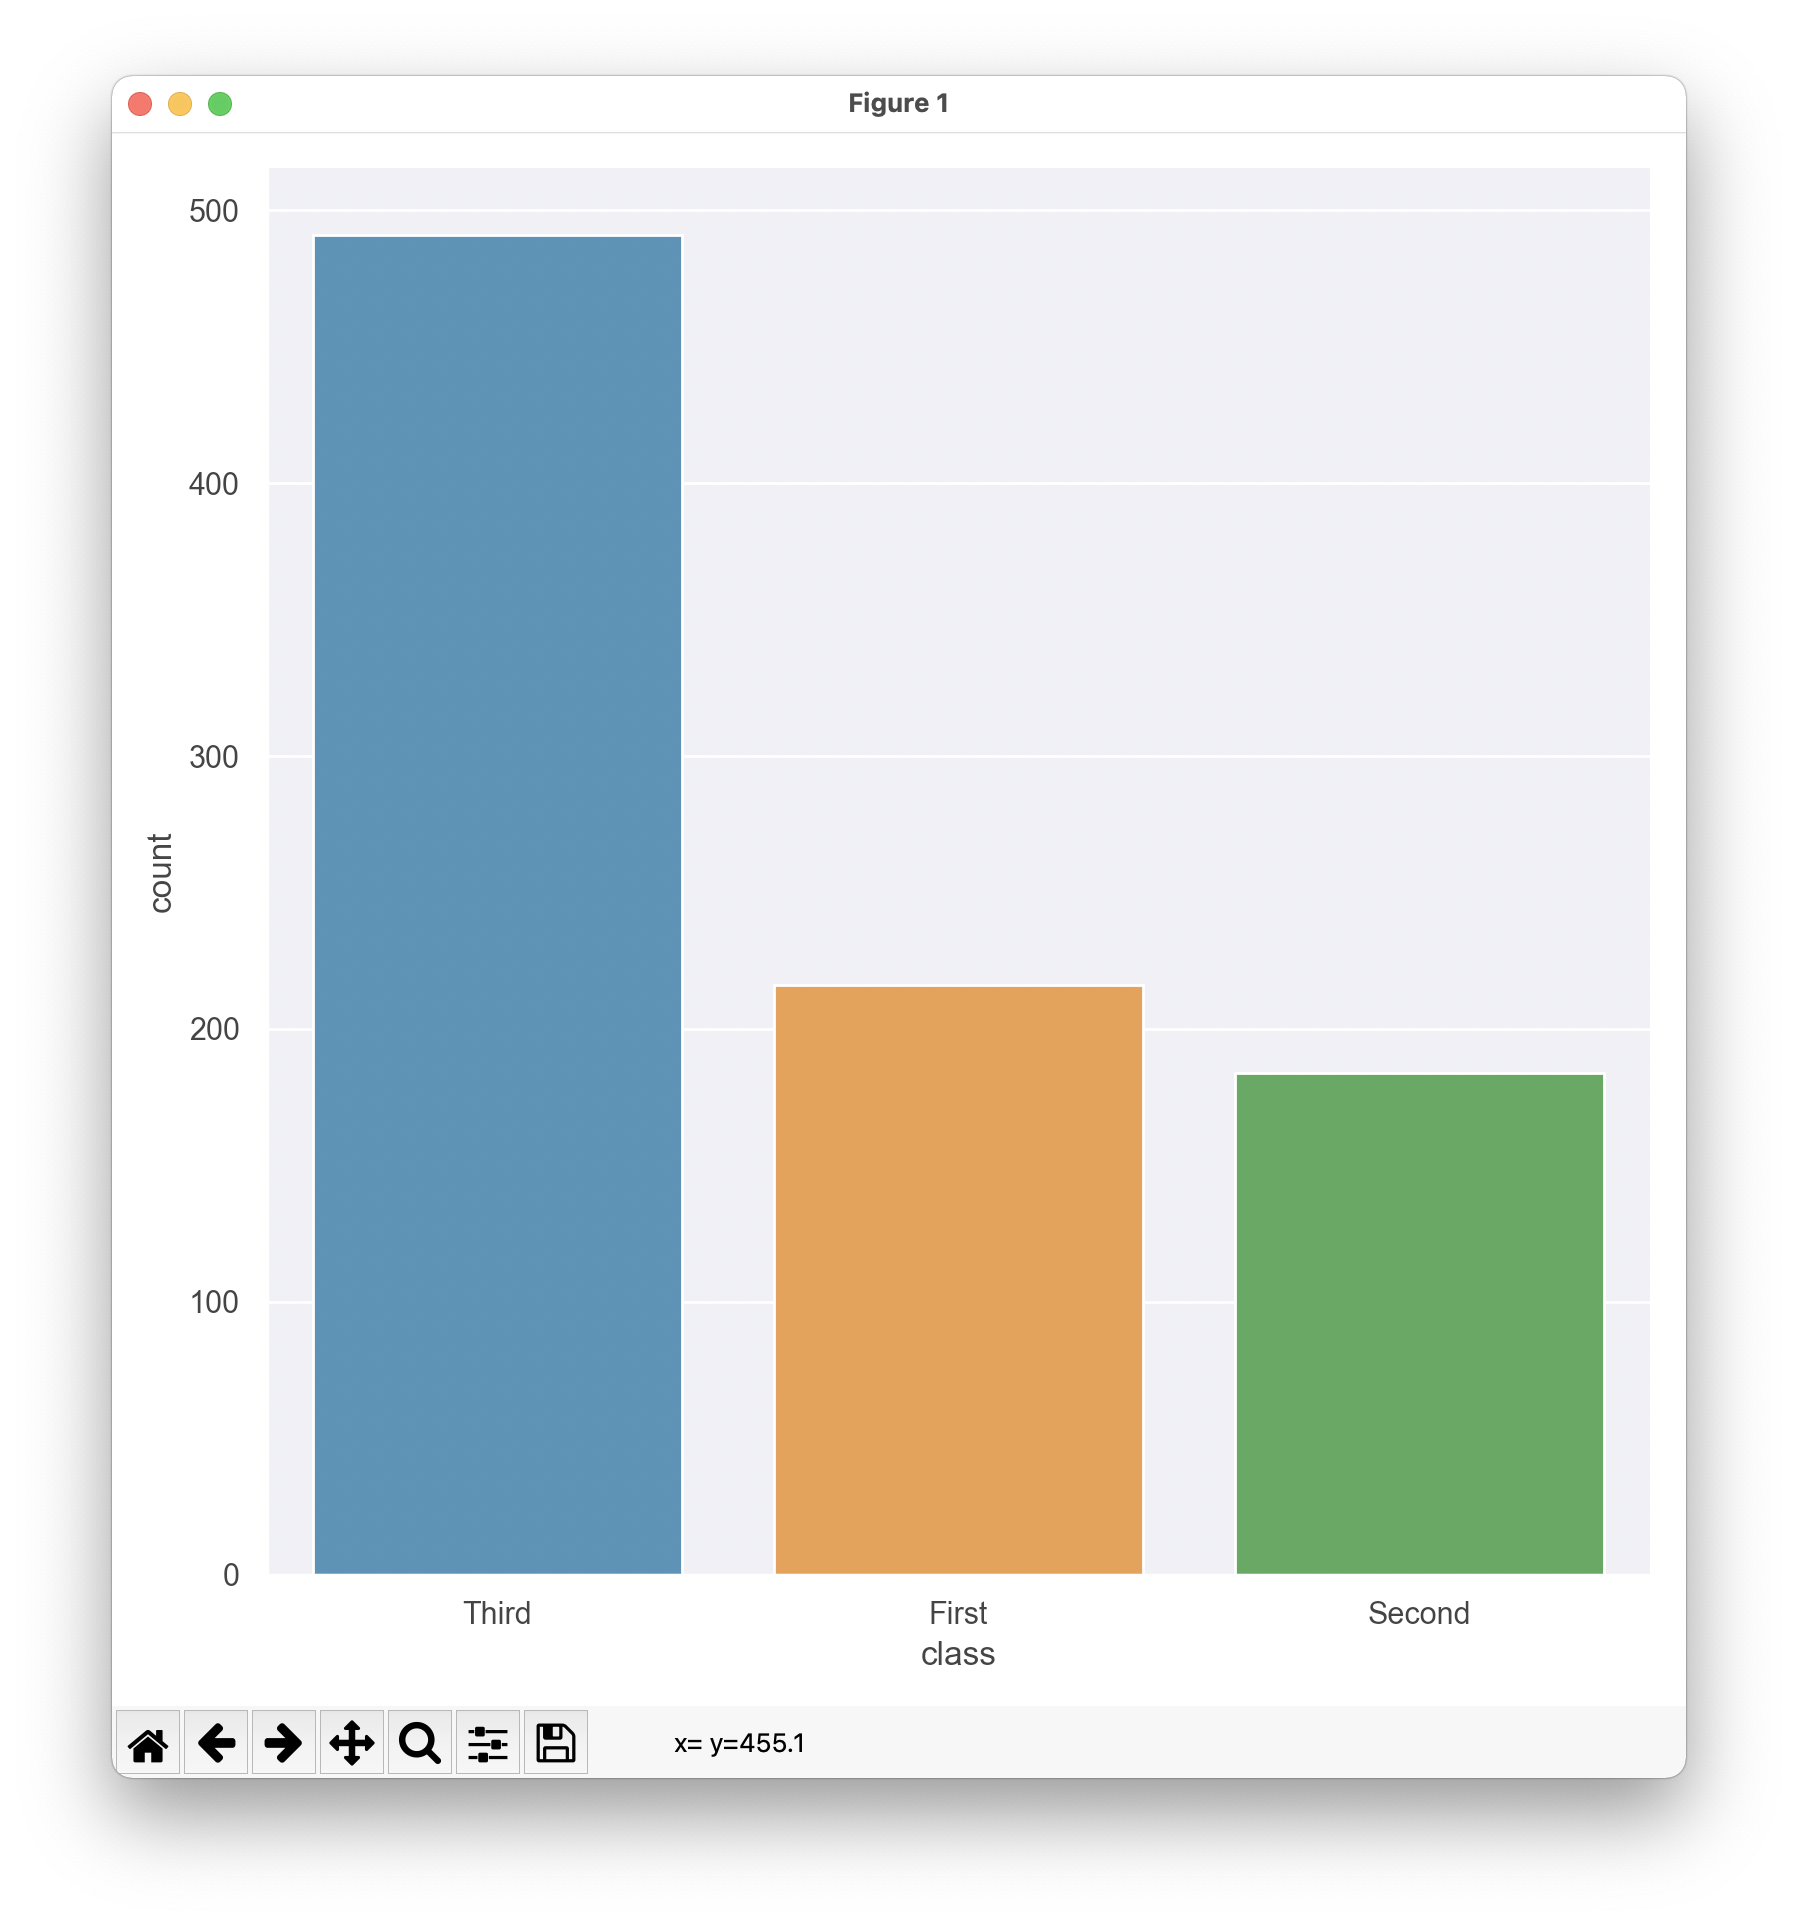 Figure 1
500
400
300
200
100
0
count
Third
First
Second
class
x= y=455.1